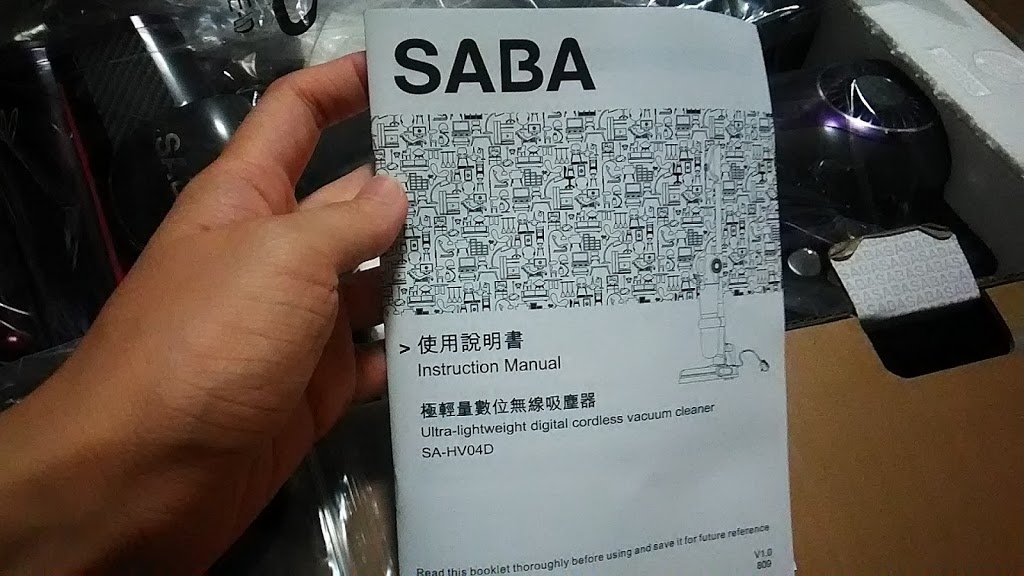 SABA
> 使用說明書
Instruction Manual
極輕量數位無線吸塵器
Ultra-lightweight digital cordless vacuum cleaner
SA-HV04D
Read this booklet thoroughly before using and save it for future reference
V1.0
809